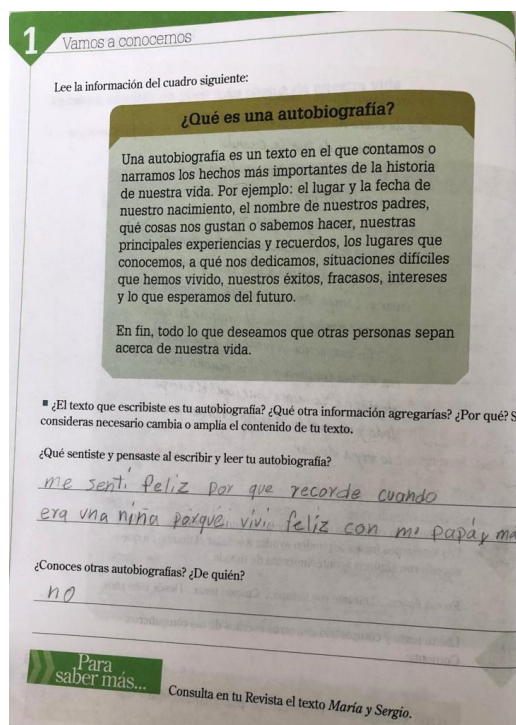 1
Vamos a conocernos
Lee la información del cuadro siguiente:
¿Qué es una autobiografía?
Una autobiografía es un texto en el que contamos o
narramos los hechos más importantes de la historia
de nuestra vida. Por ejemplo: el lugar y la fecha de
nuestro nacimiento, el nombre de nuestros padres,
qué cosas nos gustan o sabemos hacer, nuestras
principales experiencias y recuerdos, los lugares que
conocemos, a qué nos dedicamos, situaciones difíciles
que hemos vivido, nuestros éxitos, fracasos, intereses
y lo que esperamos del futuro.
En fin, todo lo que deseamos que otras personas sepan
acerca de nuestra vida.
¿El texto que escribiste es tu autobiografía? ¿Qué otra información agregarías? ¿Por qué? S
consideras necesario cambia o amplía el contenido de tu texto.
¿Qué sentiste y pensaste al escribir y leer tu autobiografía?
me sentí feliz por que recorde cuando
era una niña porque viví feliz con mi papá y ma
¿Conoces otras autobiografías? ¿De quién?
no
Para
saber más...
Consulta en tu Revista el texto María y Sergio.